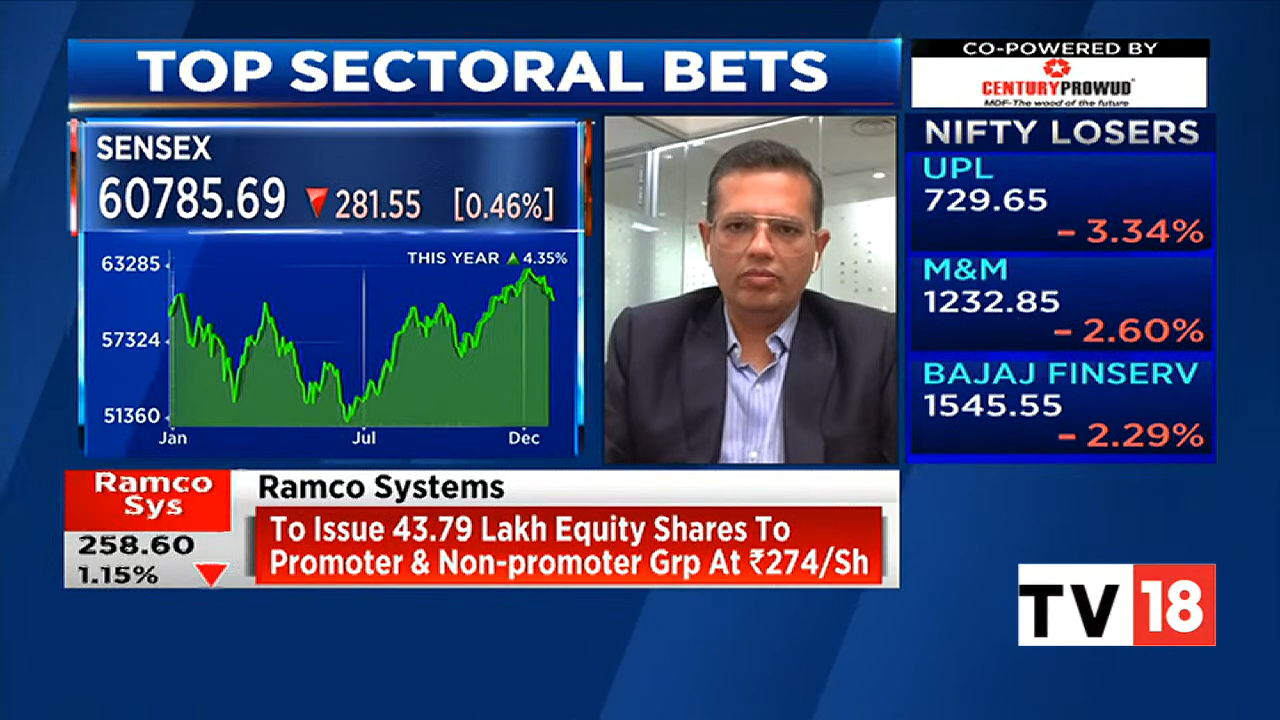 TOP SECTORAL BETS
CO-POWERED BY
CENTURYPROWUD
MDF-The wood of the future
SENSEX
60785.69 ▼ 281.55 [0.46%]
THIS YEAR ▲ 4.35%
63285
57324
51360
Jan Jul Dec
NIFTY LOSERS
UPL
729.65
- 3.34%
M&M
1232.85
- 2.60%
BAJAJ FINSERV
1545.55
- 2.29%
Ramco
Sys
258.60
1.15% ▼
Ramco Systems
To Issue 43.79 Lakh Equity Shares To
Promoter & Non-promoter Grp At ₹274/Sh
TV 18